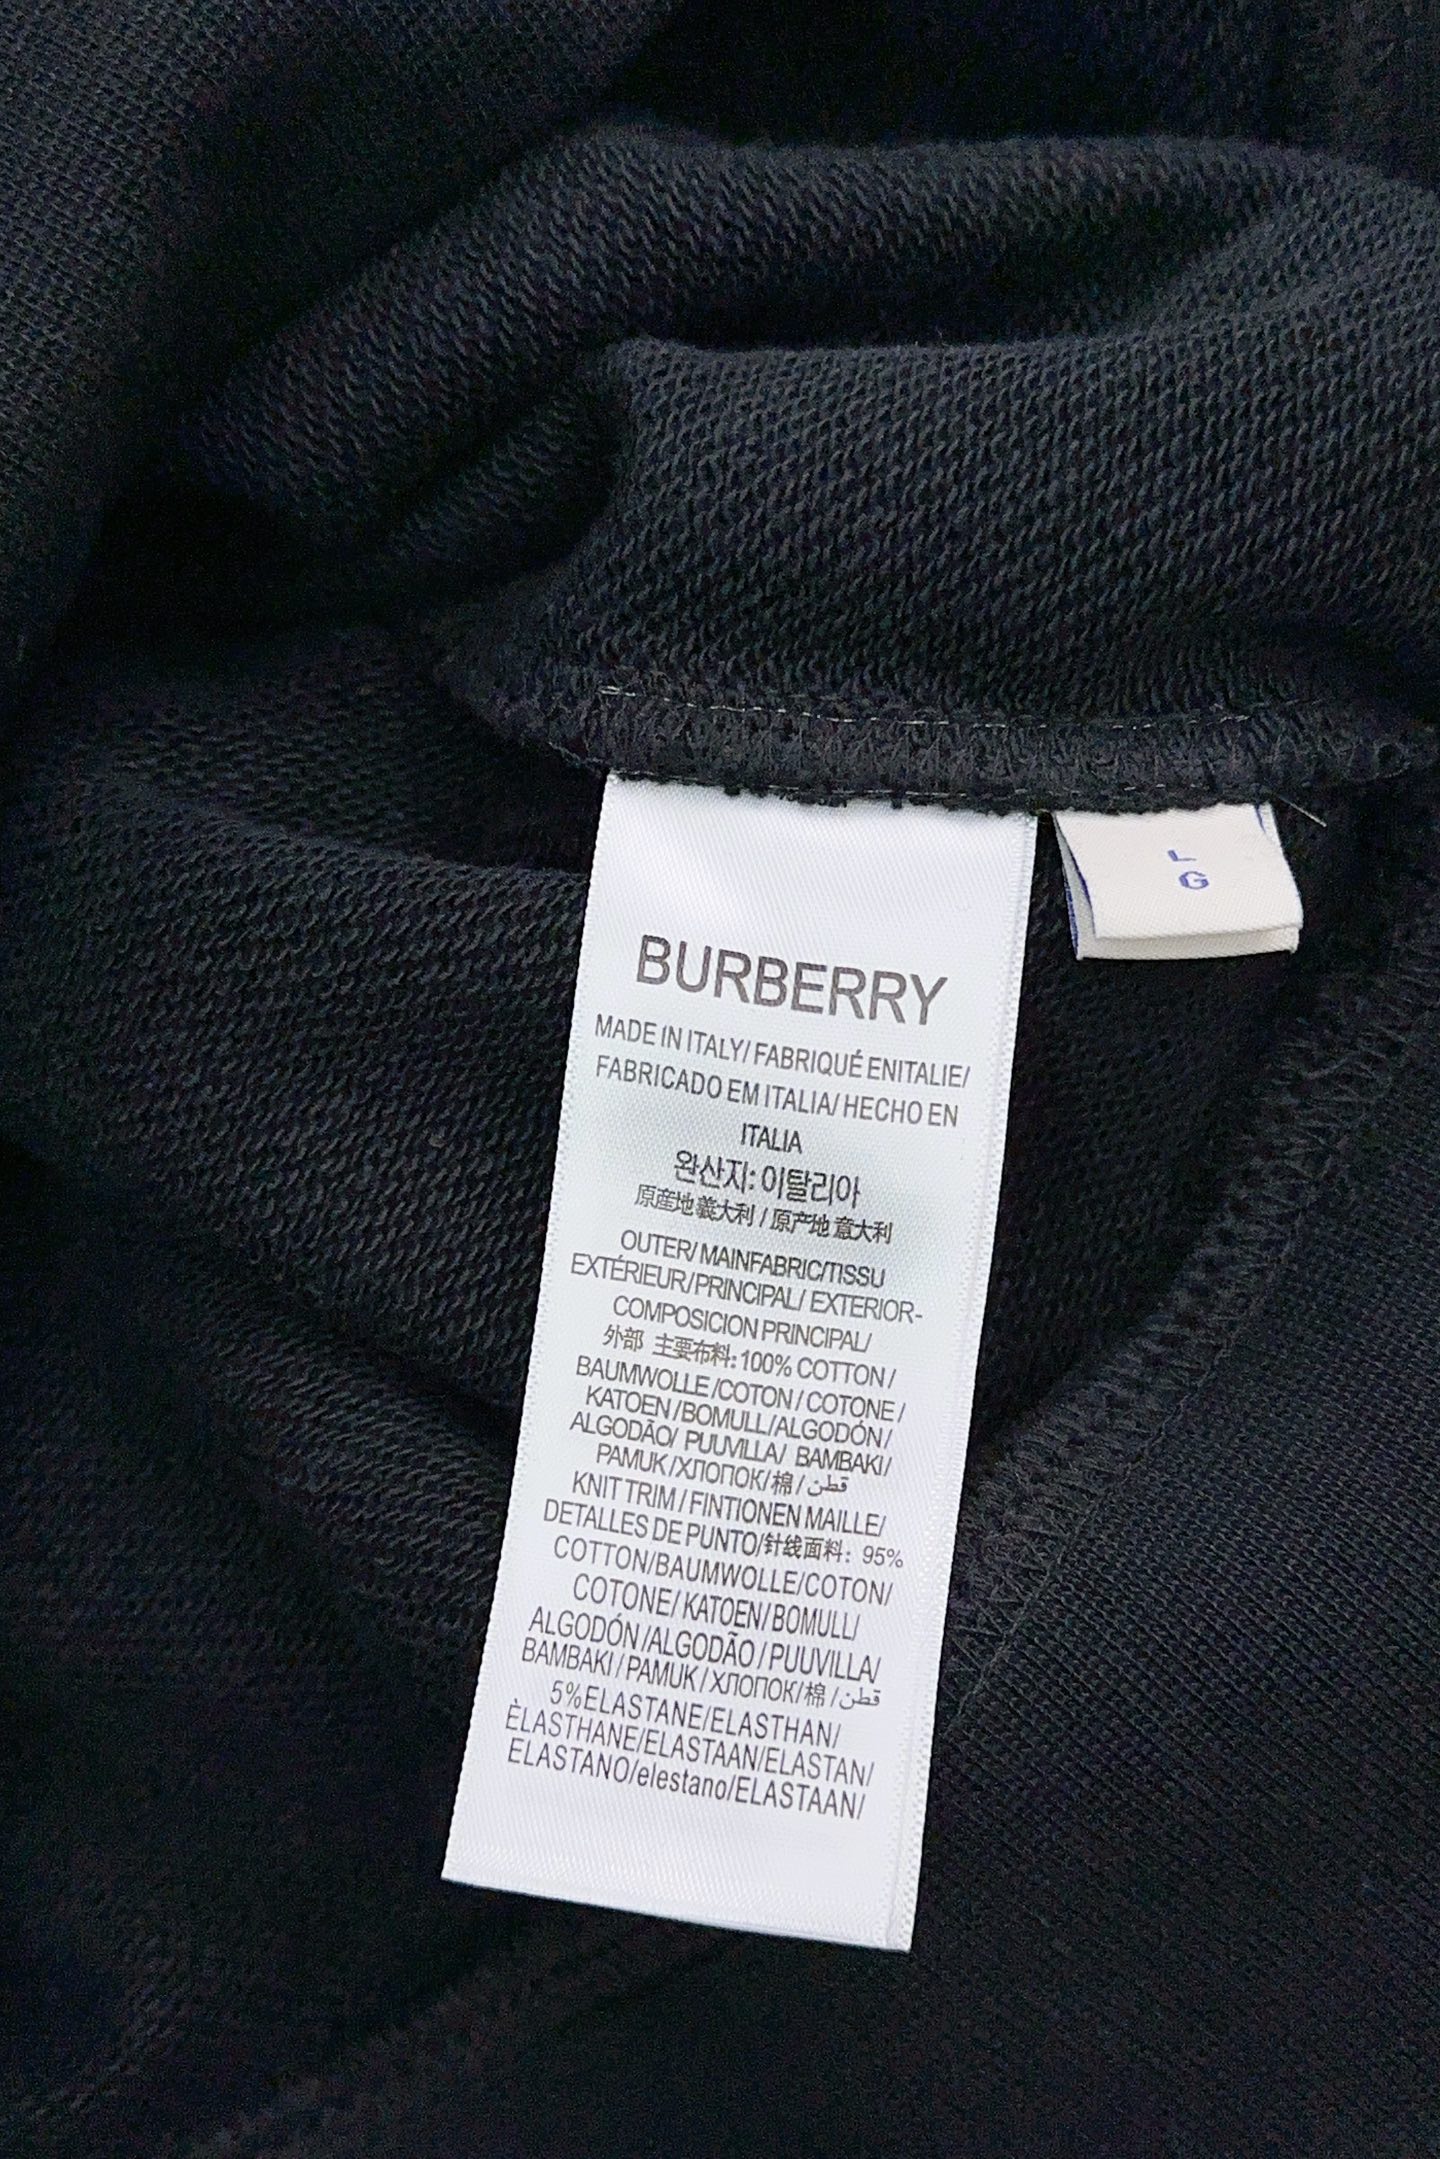 BURBERRY
MADE IN ITALY/ FABRIQUÉ ENITALIE/
FABRICADO EM ITALIA/ HECHO EN
ITALIA
완산지: 이탈리아
原産地 義大利 / 原产地 意大利
OUTER/ MAINFABRIC/TISSU
EXTÉRIEUR/PRINCIPAL/ EXTERIOR-
COMPOSICION PRINCIPAL/
外部 主要布料: 100% COTTON /
BAUMWOLLE /COTON / COTONE /
KATOEN /BOMULL/ALGODÓN /
ALGODÃO/ PUUVILLA/ BAMBAKI/
PAMUK /ХЛОПОК/ 棉 / قطن
KNIT TRIM / FINTIONEN MAILLE/
DETALLES DE PUNTO/针线面料: 95%
COTTON/BAUMWOLLE/COTON/
COTONE/ KATOEN/ BOMULL/
ALGODÓN /ALGODÃO / PUUVILLA/
BAMBAKI / PAMUK / ХЛОПОК/ 棉 / قطن
5%ELASTANE/ELASTHAN/
ÈLASTHANE/ELASTAAN/ELASTAN/
ELASTANO/elestano/ELASTAAN/
L
G